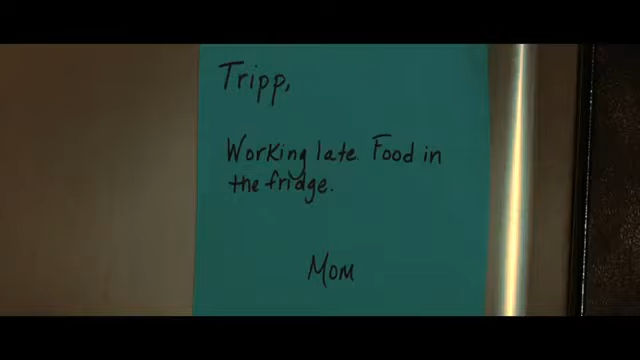 Tripp,
Working late. Food in
the fridge.
Mom